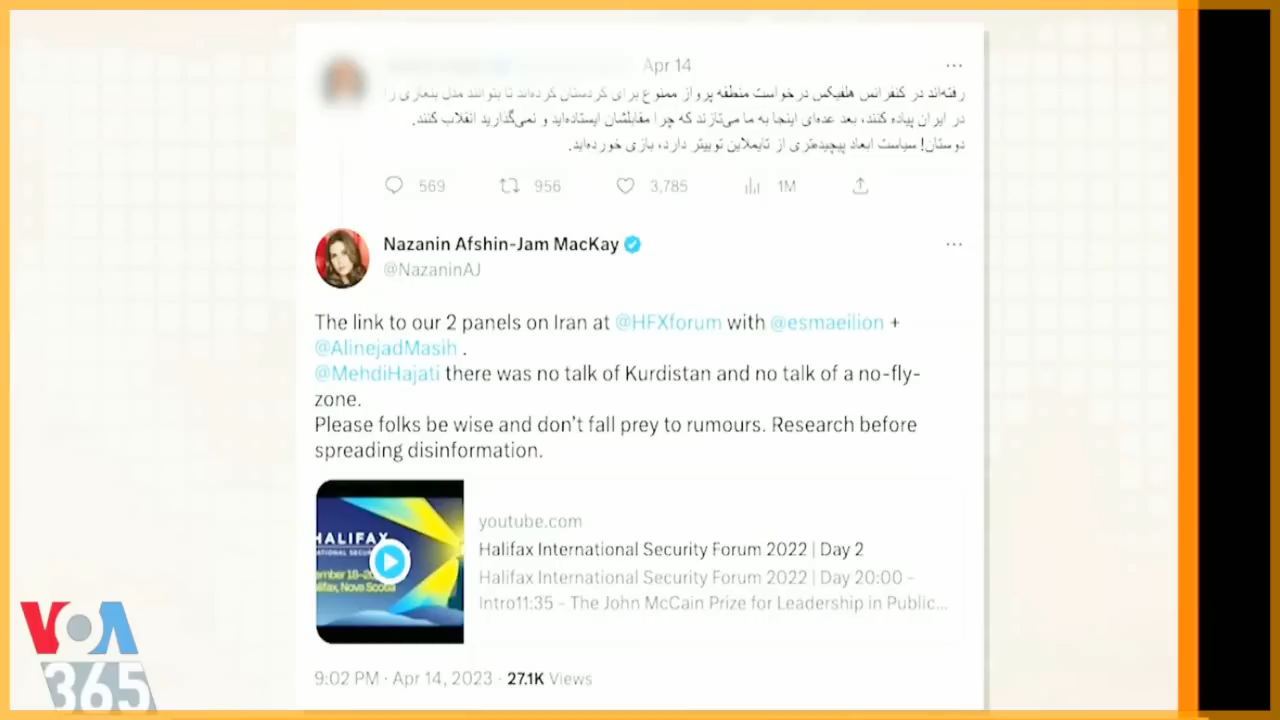 Apr 14
رفته‌اند در کنفرانس هلفیکس درخواست منطقه پرواز ممنوع برای کردستان کرده‌اند تا بتوانند مدل بنغازی را
در ایران پیاده کنند، بعد عده‌ای اینجا به ما می‌تازند که چرا مقابلشان ایستاده‌اید و نمی‌گذارید انقلاب کنند.
دوستان! سیاست ابعاد پیچیده‌تری از تایملاین توییتر دارد، بازی خورده‌اید.
569 956 3,785 1M
Nazanin Afshin-Jam MacKay
@NazaninAJ
The link to our 2 panels on Iran at @HFXforum with @esmaeilion +
@AlinejadMasih .
@MehdiHajati there was no talk of Kurdistan and no talk of a no-fly-
zone.
Please folks be wise and don't fall prey to rumours. Research before
spreading disinformation.
HALIFAX
youtube.com
Halifax International Security Forum 2022 | Day 2
Halifax International Security Forum 2022 | Day 20:00 -
Intro11:35 - The John McCain Prize for Leadership in Public...
9:02 PM · Apr 14, 2023 · 27.1K Views
VOA
365